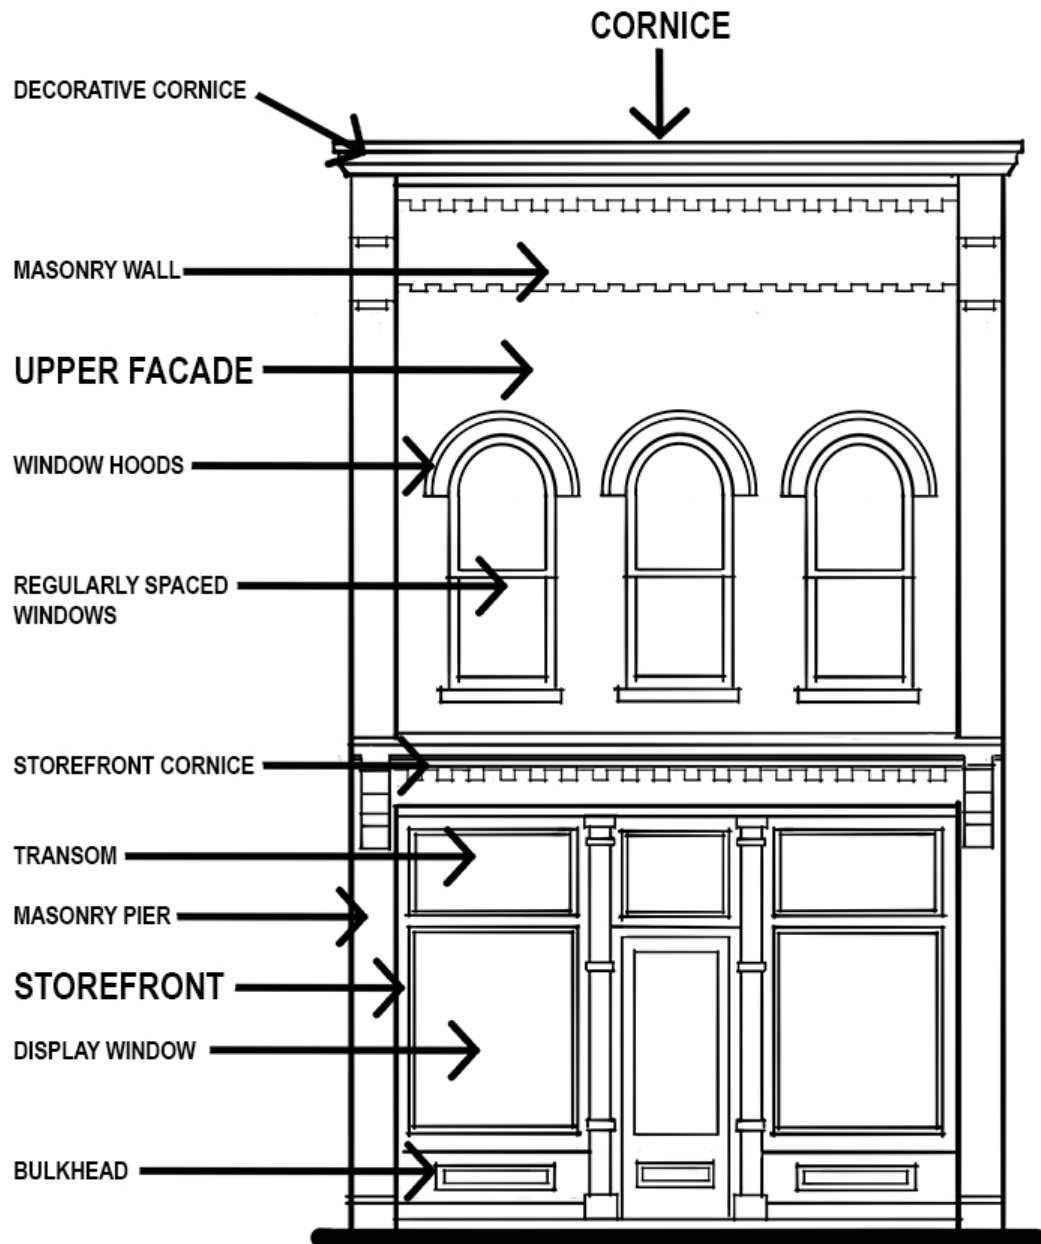 CORNICE
DECORATIVE CORNICE
MASONRY WALL
UPPER FACADE
WINDOW HOODS
REGULARLY SPACED
WINDOWS
STOREFRONT CORNICE
TRANSOM
MASONRY PIER
STOREFRONT
DISPLAY WINDOW
BULKHEAD